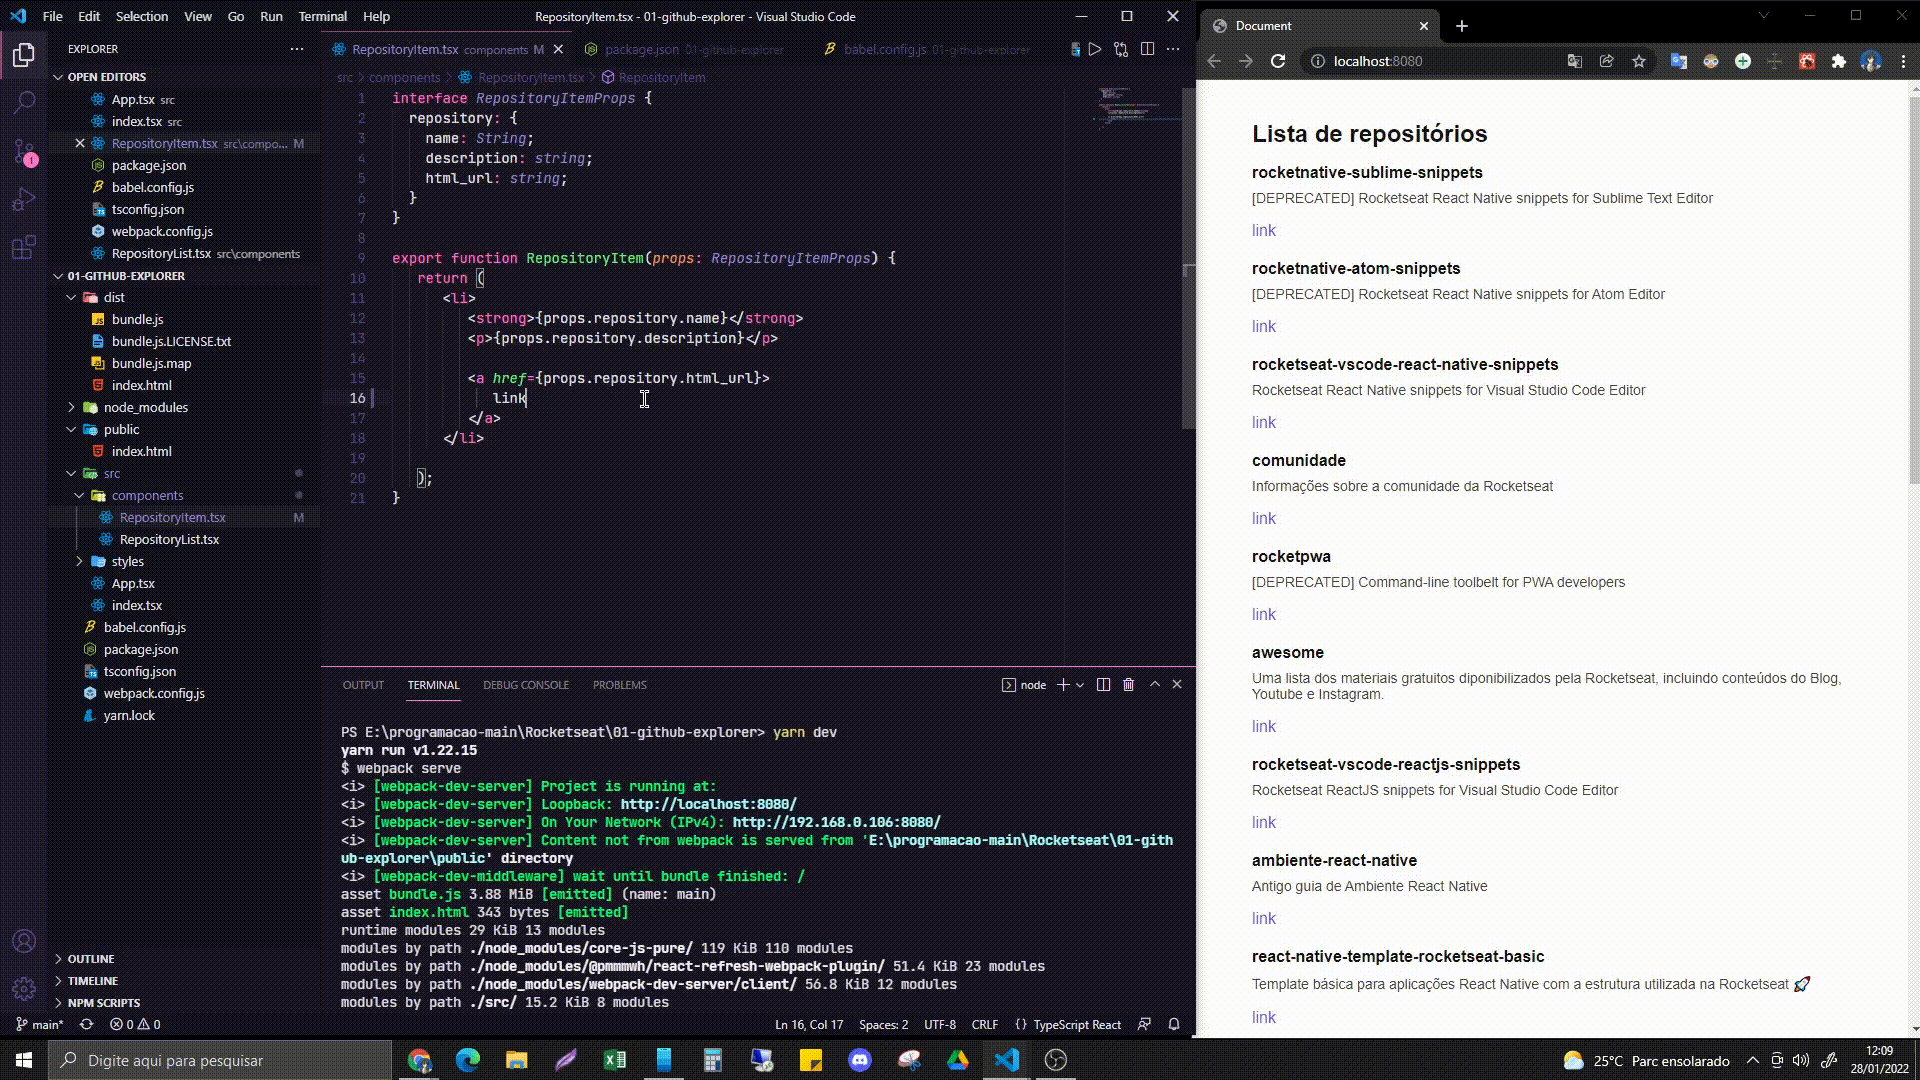 File Edit Selection View Go Run Terminal Help
RepositoryItem.tsx - 01-github-explorer - Visual Studio Code
EXPLORER
OPEN EDITORS
App.tsx src
index.tsx src
RepositoryItem.tsx src\compo... M
package.json
babel.config.js
tsconfig.json
webpack.config.js
RepositoryList.tsx src\components
01-GITHUB-EXPLORER
dist
bundle.js
bundle.js.LICENSE.txt
bundle.js.map
index.html
node_modules
public
index.html
src
components
RepositoryItem.tsx M
RepositoryList.tsx
styles
App.tsx
index.tsx
babel.config.js
package.json
tsconfig.json
webpack.config.js
yarn.lock
OUTLINE
TIMELINE
NPM SCRIPTS
1
RepositoryItem.tsx components M
package.json 01-github-explorer
babel.config.js 01-github-explorer
src > components > RepositoryItem.tsx > RepositoryItem
1 interface RepositoryItemProps {
2 repository: {
3 name: String;
4 description: string;
5 html_url: string;
6 }
7 }
8
9 export function RepositoryItem(props: RepositoryItemProps) {
10 return (
11 <li>
12 <strong>{props.repository.name}</strong>
13 <p>{props.repository.description}</p>
14
15 <a href={props.repository.html_url}>
16 link
17 </a>
18 </li>
19
20 );
21 }
OUTPUT TERMINAL DEBUG CONSOLE PROBLEMS
node
PS E:\programacao-main\Rocketseat\01-github-explorer> yarn dev
yarn run v1.22.15
$ webpack serve
<i> [webpack-dev-server] Project is running at:
<i> [webpack-dev-server] Loopback: http://localhost:8080/
<i> [webpack-dev-server] On Your Network (IPv4): http://192.168.0.106:8080/
<i> [webpack-dev-server] Content not from webpack is served from 'E:\programacao-main\Rocketseat\01-gith
ub-explorer\public' directory
<i> [webpack-dev-middleware] wait until bundle finished: /
asset bundle.js 3.88 MiB [emitted] (name: main)
asset index.html 343 bytes [emitted]
runtime modules 29 KiB 13 modules
modules by path ./node_modules/core-js-pure/ 119 KiB 110 modules
modules by path ./node_modules/@pmmmwh/react-refresh-webpack-plugin/ 51.4 KiB 23 modules
modules by path ./node_modules/webpack-dev-server/client/ 56.8 KiB 12 modules
modules by path ./src/ 15.2 KiB 8 modules
main* 0 0
Ln 16, Col 17 Spaces: 2 UTF-8 CRLF {} TypeScript React
Document
localhost:8080
Lista de repositórios
rocketnative-sublime-snippets
[DEPRECATED] Rocketseat React Native snippets for Sublime Text Editor
link
rocketnative-atom-snippets
[DEPRECATED] Rocketseat React Native snippets for Atom Editor
link
rocketseat-vscode-react-native-snippets
Rocketseat React Native snippets for Visual Studio Code Editor
link
comunidade
Informações sobre a comunidade da Rocketseat
link
rocketpwa
[DEPRECATED] Command-line toolbelt for PWA developers
link
awesome
Uma lista dos materiais gratuitos diponibilizados pela Rocketseat, incluindo conteúdos do Blog,
Youtube e Instagram.
link
rocketseat-vscode-reactjs-snippets
Rocketseat ReactJS snippets for Visual Studio Code Editor
link
ambiente-react-native
Antigo guia de Ambiente React Native
link
react-native-template-rocketseat-basic
Template básica para aplicações React Native com a estrutura utilizada na Rocketseat 🚀
link
Digite aqui para pesquisar
25°C Parc ensolarado
12:09
28/01/2022